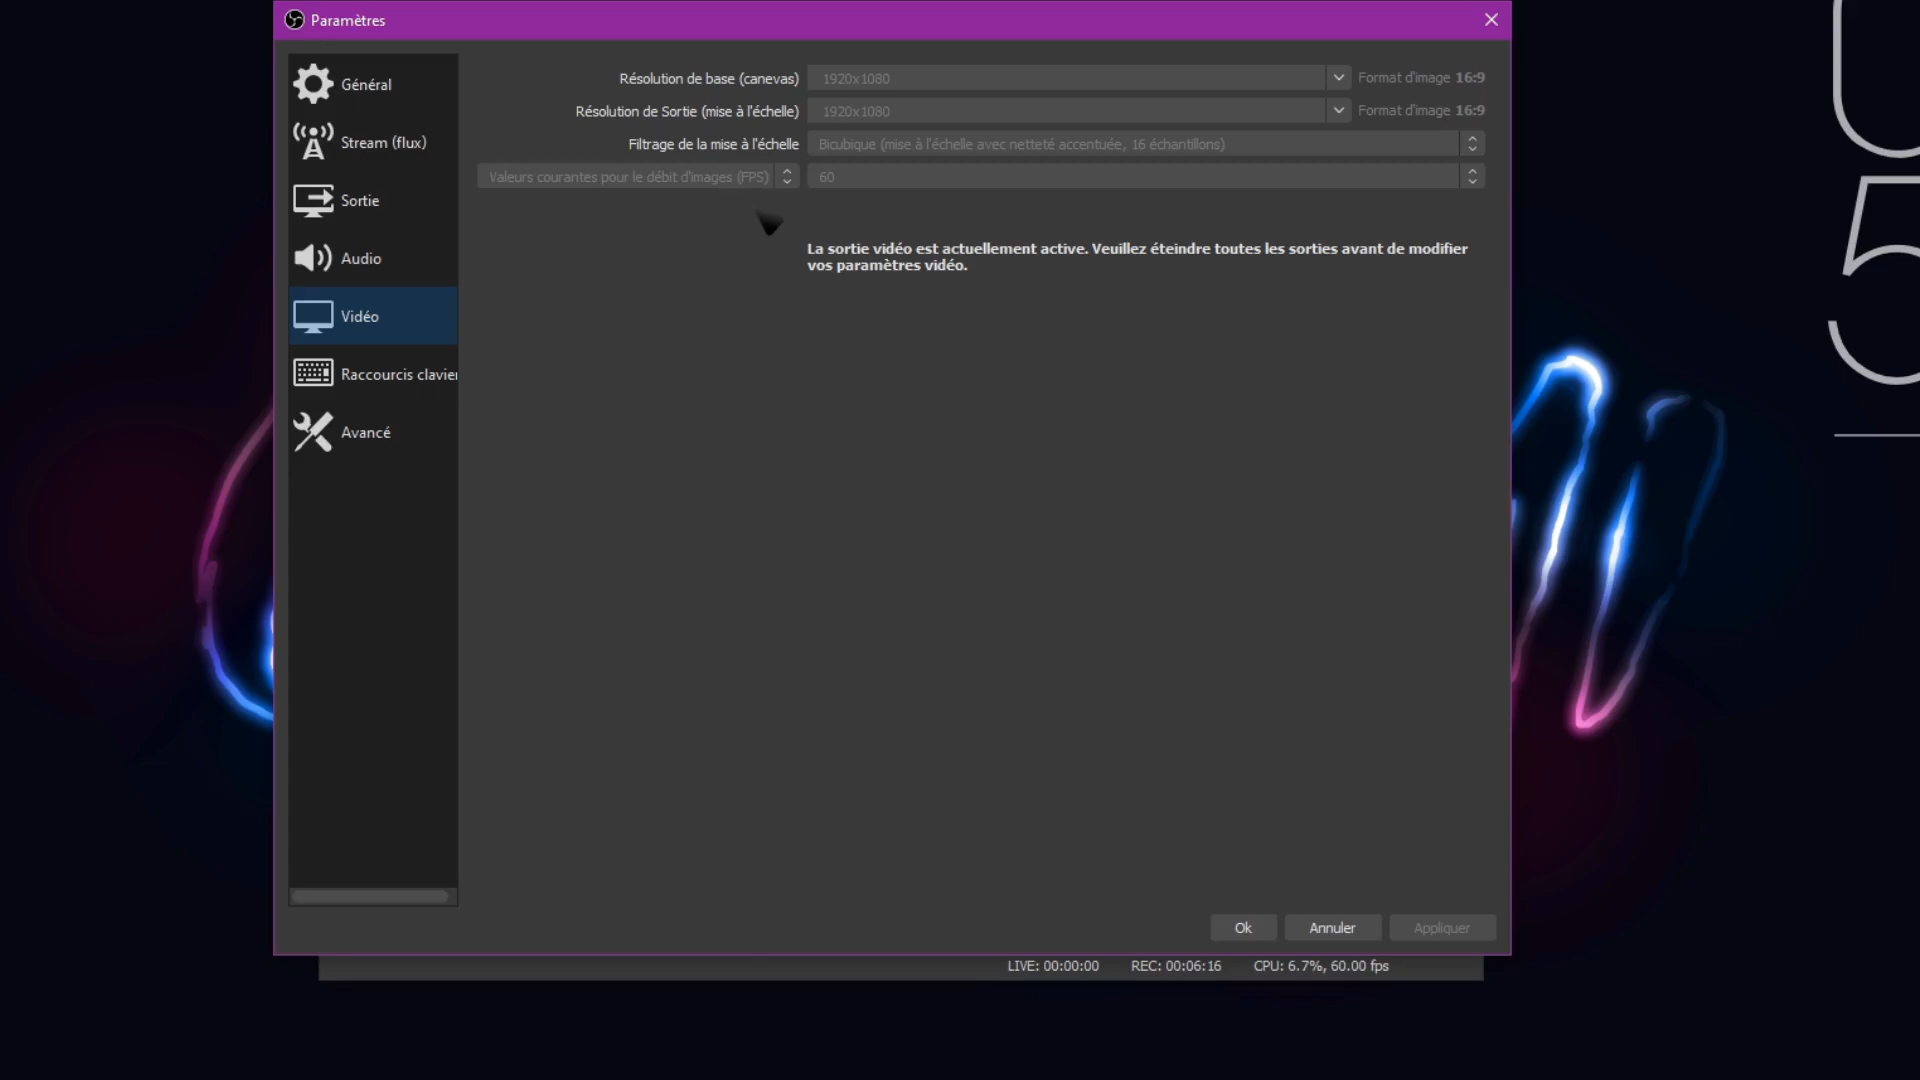 Paramètres
Général
Stream (flux)
Sortie
Audio
Vidéo
Raccourcis clavier
Avancé
Résolution de base (canevas) 1920x1080 Format d'image 16:9
Résolution de Sortie (mise à l'échelle) 1920x1080 Format d'image 16:9
Filtrage de la mise à l'échelle Bicubique (mise à l'échelle avec netteté accentuée, 16 échantillons)
Valeurs courantes pour le débit d'images (FPS) 60
La sortie vidéo est actuellement active. Veuillez éteindre toutes les sorties avant de modifier
vos paramètres vidéo.
Ok Annuler Appliquer
LIVE: 00:00:00 REC: 00:06:16 CPU: 6.7%, 60.00 fps
5